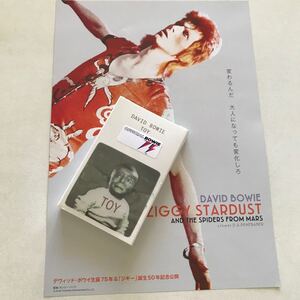 変わるんだ
大人になっても変化しろ
DAVID BOWIE
TOY
TOY
DAVID BOWIE
ZIGGY STARDUST
AND THE SPIDERS FROM MARS
デヴィッド・ボウイ生誕75年&「ジギー」誕生50年記念公開